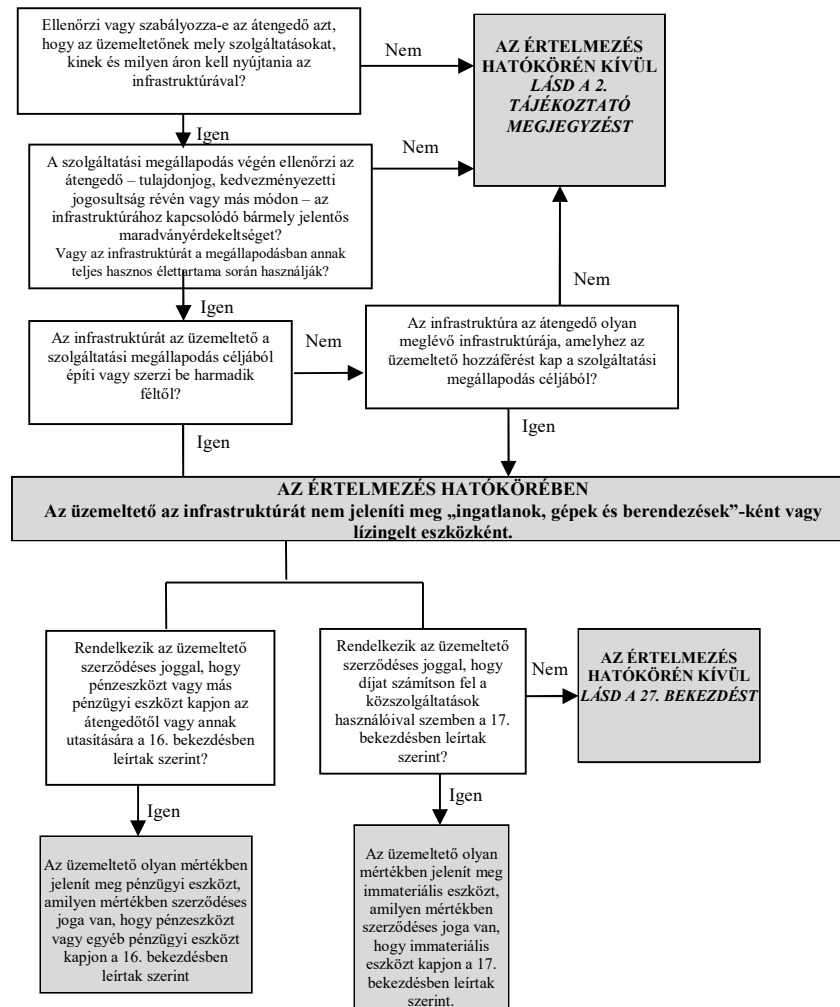 Ellenőrzi vagy szabályozza-e az átengedő azt,
hogy az üzemeltetőnek mely szolgáltatásokat,
kinek és milyen áron kell nyújtania az
infrastruktúrával?
Nem
AZ ÉRTELMEZÉS
HATÓKÖRÉN KÍVÜL
LÁSD A 2.
TÁJÉKOZTATÓ
MEGJEGYZÉST
Igen
A szolgáltatási megállapodás végén ellenőrzi az
átengedő – tulajdonjog, kedvezményezetti
jogosultság révén vagy más módon – az
infrastruktúrához kapcsolódó bármely jelentős
maradványérdekeltséget?
Vagy az infrastruktúrát a megállapodásban annak
teljes hasznos élettartama során használják?
Nem
Igen
Nem
Az infrastruktúrát az üzemeltető a
szolgáltatási megállapodás céljából
építi vagy szerzi be harmadik
féltől?
Nem
Az infrastruktúra az átengedő olyan
meglévő infrastruktúrája, amelyhez az
üzemeltető hozzáférést kap a szolgáltatási
megállapodás céljából?
Igen
Igen
AZ ÉRTELMEZÉS HATÓKÖRÉBEN
Az üzemeltető az infrastruktúrát nem jeleníti meg „ingatlanok, gépek és berendezések”-ként vagy
lízingelt eszközként.
Rendelkezik az üzemeltető
szerződéses joggal, hogy
pénzeszközt vagy más
pénzügyi eszközt kapjon az
átengedőtől vagy annak
utasítására a 16. bekezdésben
leírtak szerint?
Rendelkezik az üzemeltető
szerződéses joggal, hogy
díjat számítson fel a
közszolgáltatások
használóival szemben a 17.
bekezdésben leírtak
szerint?
Nem
AZ ÉRTELMEZÉS
HATÓKÖRÉN KÍVÜL
LÁSD A 27. BEKEZDÉST
Igen
Igen
Az üzemeltető olyan mértékben
jelenít meg pénzügyi eszközt,
amilyen mértékben szerződéses
joga van, hogy pénzeszközt
vagy egyéb pénzügyi eszközt
kapjon a 16. bekezdésben
leírtak szerint
Az üzemeltető olyan
mértékben jelenít meg
immateriális eszközt,
amilyen mértékben
szerződéses joga van,
hogy immateriális
eszközt kapjon a 17.
bekezdésben leírtak
szerint.